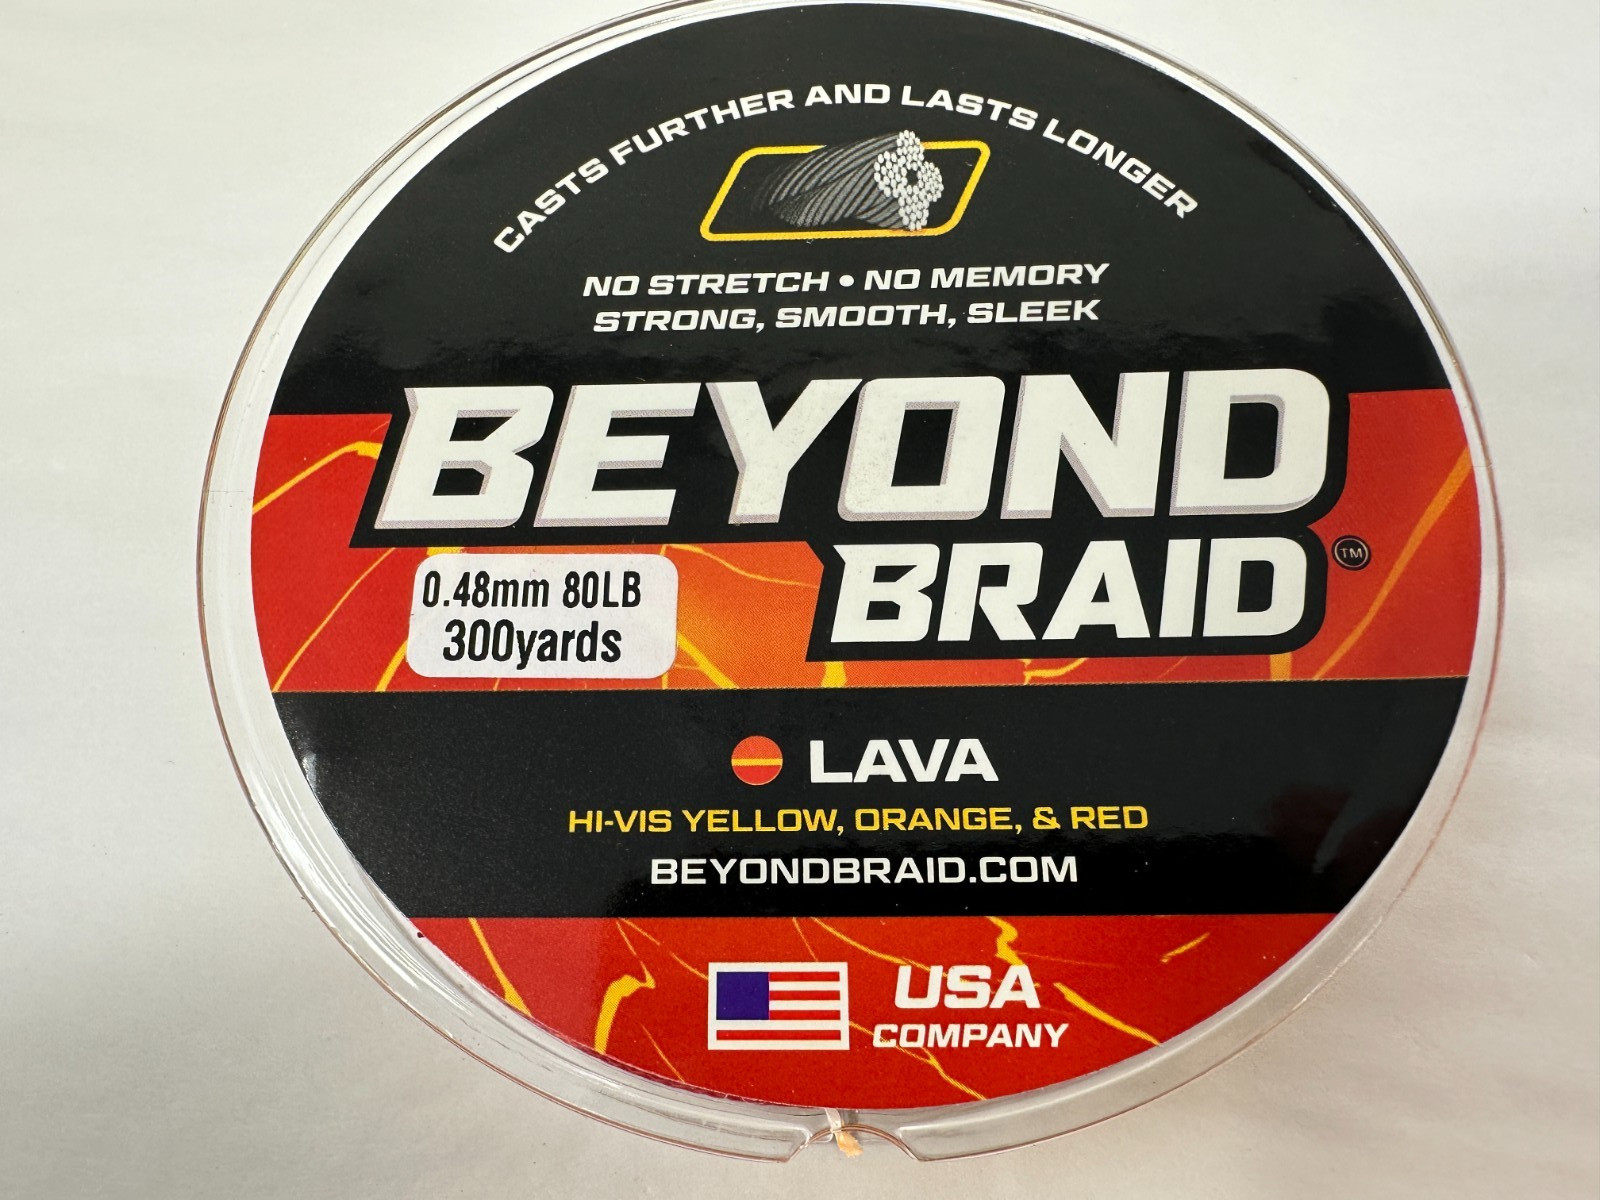 CASTS FURTHER AND LASTS LONGER
NO STRETCH • NO MEMORY
STRONG, SMOOTH, SLEEK
BEYOND
BRAID TM
0.48mm 80LB
300yards
LAVA
HI-VIS YELLOW, ORANGE, & RED
BEYONDBRAID.COM
USA
COMPANY